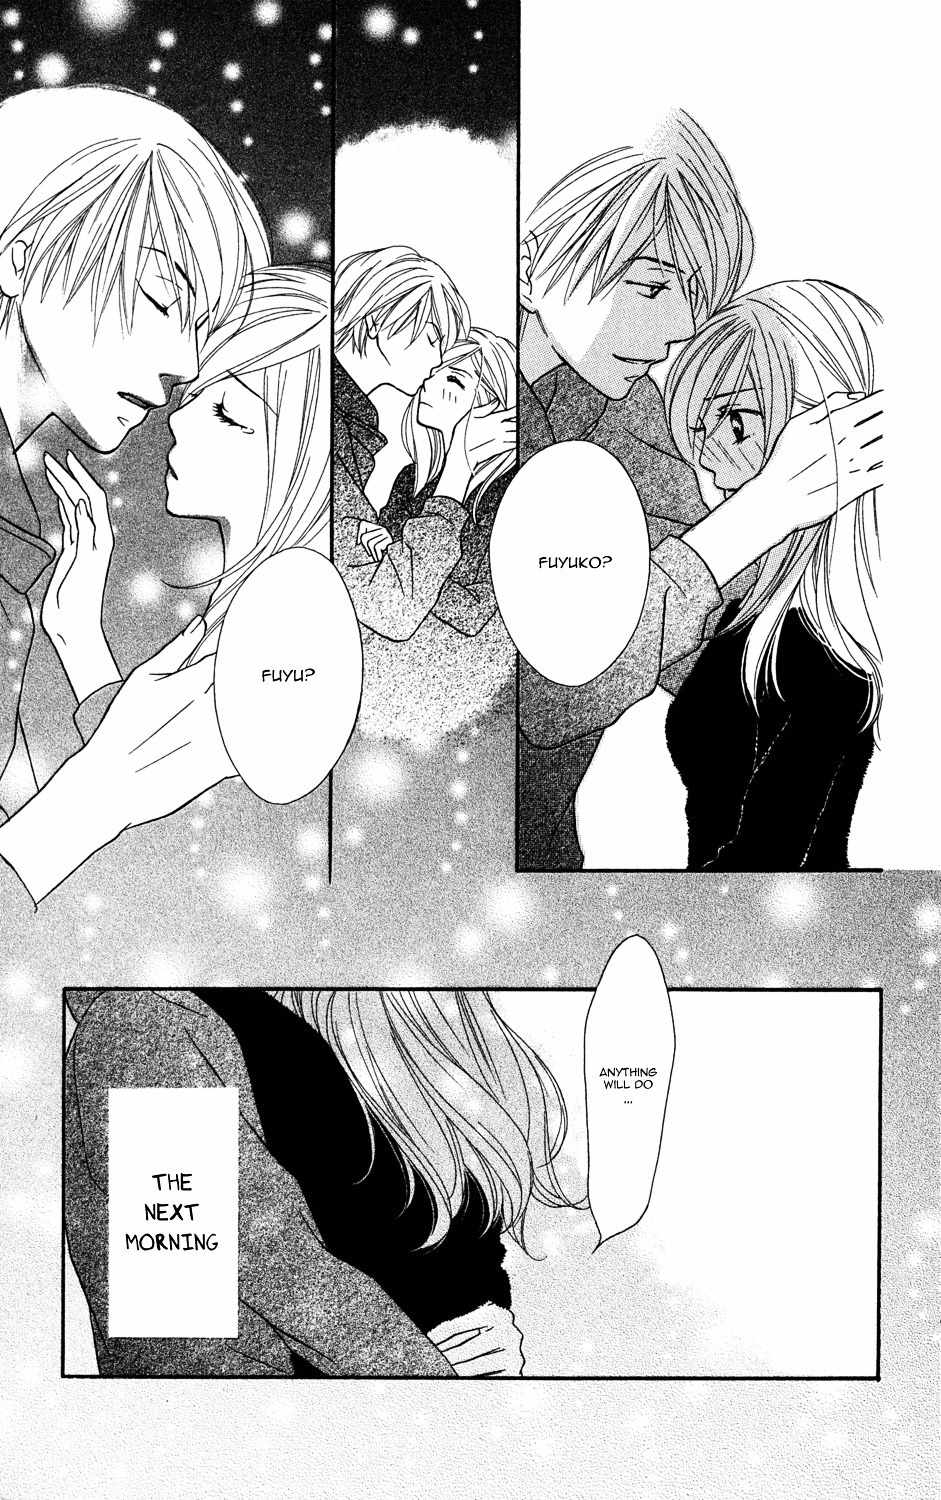 FUYUKO?
FUYU?
ANYTHING
WILL DO
...
THE
NEXT
MORNING